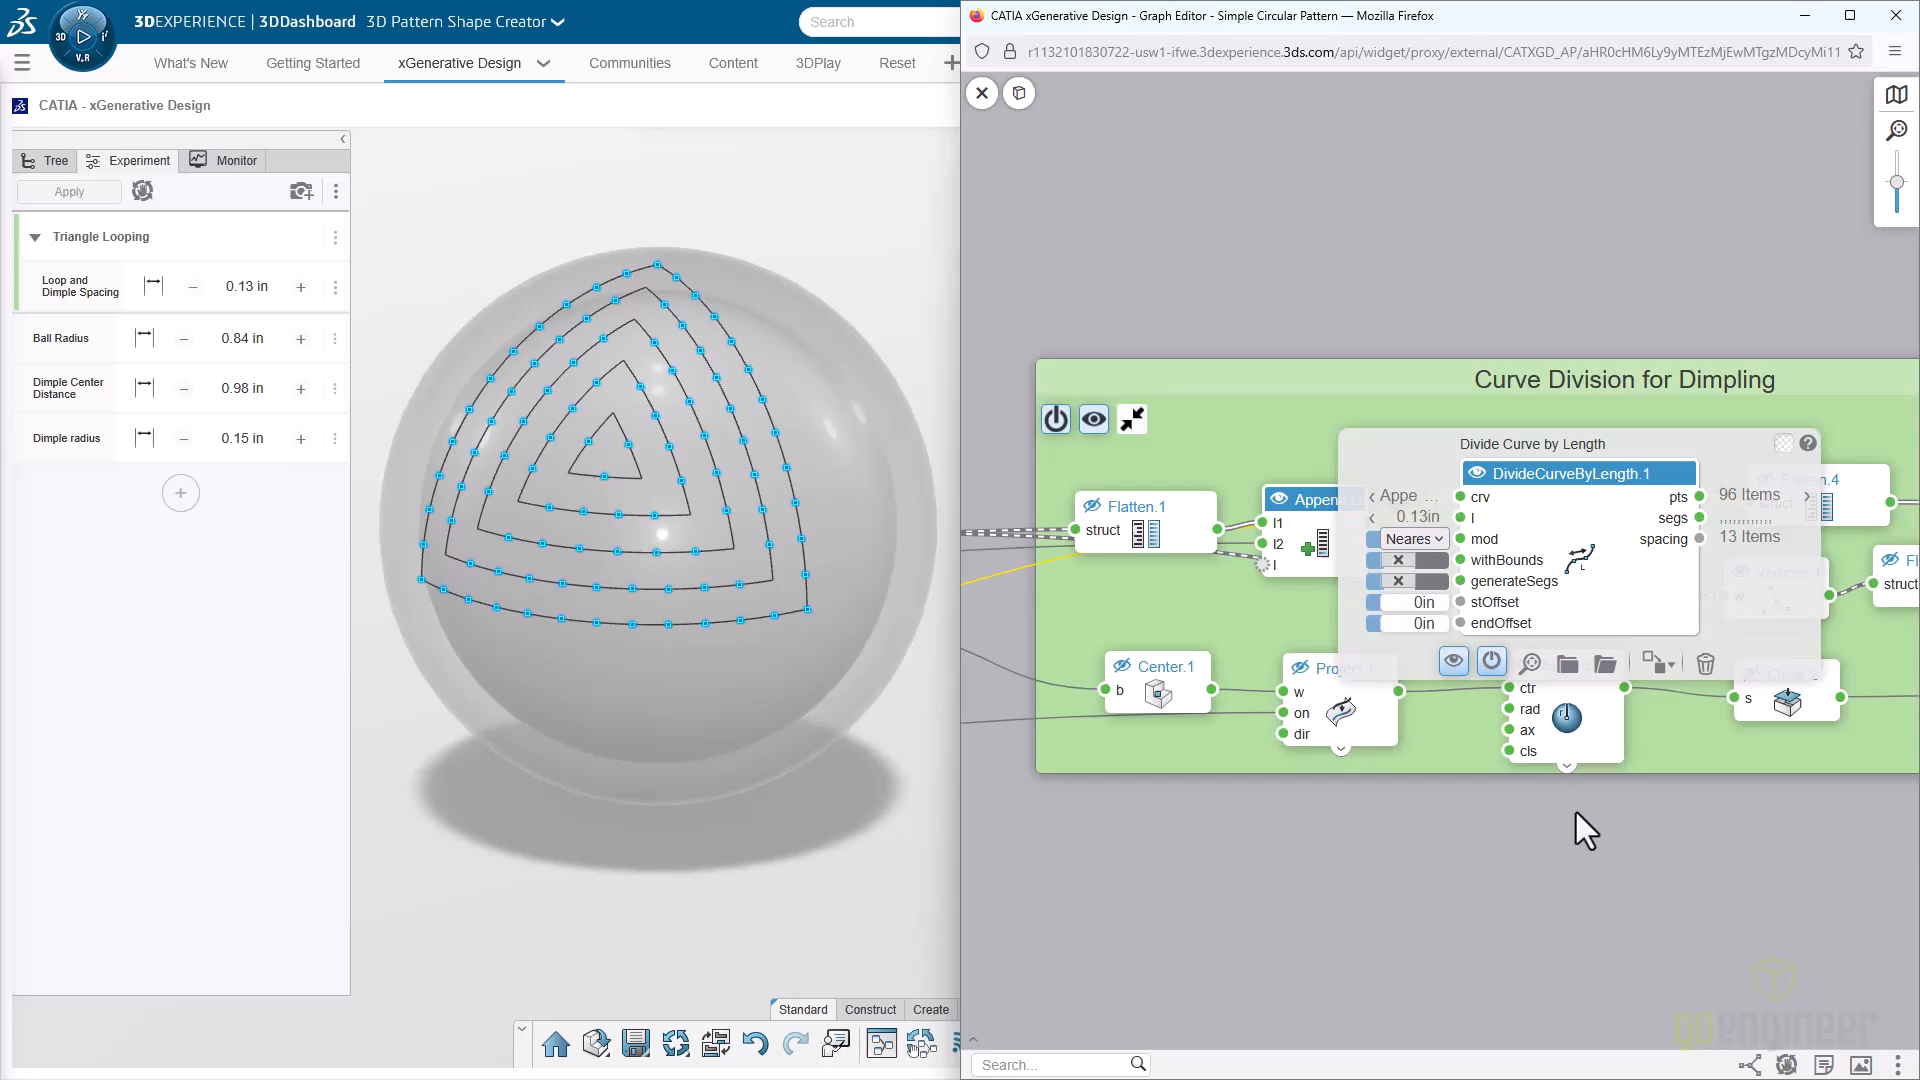 3DEXPERIENCE | 3DDashboard 3D Pattern Shape Creator
Search
3D
i²
V.R
What's New
Getting Started
xGenerative Design
Communities
Content
3DPlay
Reset
CATIA - xGenerative Design
Tree
Experiment
Monitor
Apply
Triangle Looping
Loop and
Dimple Spacing
0.13 in
Ball Radius
0.84 in
Dimple Center
Distance
0.98 in
Dimple radius
0.15 in
Standard
Construct
Create
CATIA xGenerative Design - Graph Editor - Simple Circular Pattern — Mozilla Firefox
r1132101830722-usw1-ifwe.3dexperience.3ds.com/api/widget/proxy/external/CATXGD_AP/aHR0cHM6Ly9yMTEzMjEwMTgzMDcyMi11
Curve Division for Dimpling
Divide Curve by Length
DivideCurveByLength.1
Flatten.1
struct
Append
l1
l2
l
Appe ...
0.13in
Neares
0in
0in
crv
l
mod
withBounds
generateSegs
stOffset
endOffset
pts
segs
spacing
96 Items
13 Items
struct
Center.1
b
w
on
dir
ctr
rad
ax
cls
s
Search...
goengineer